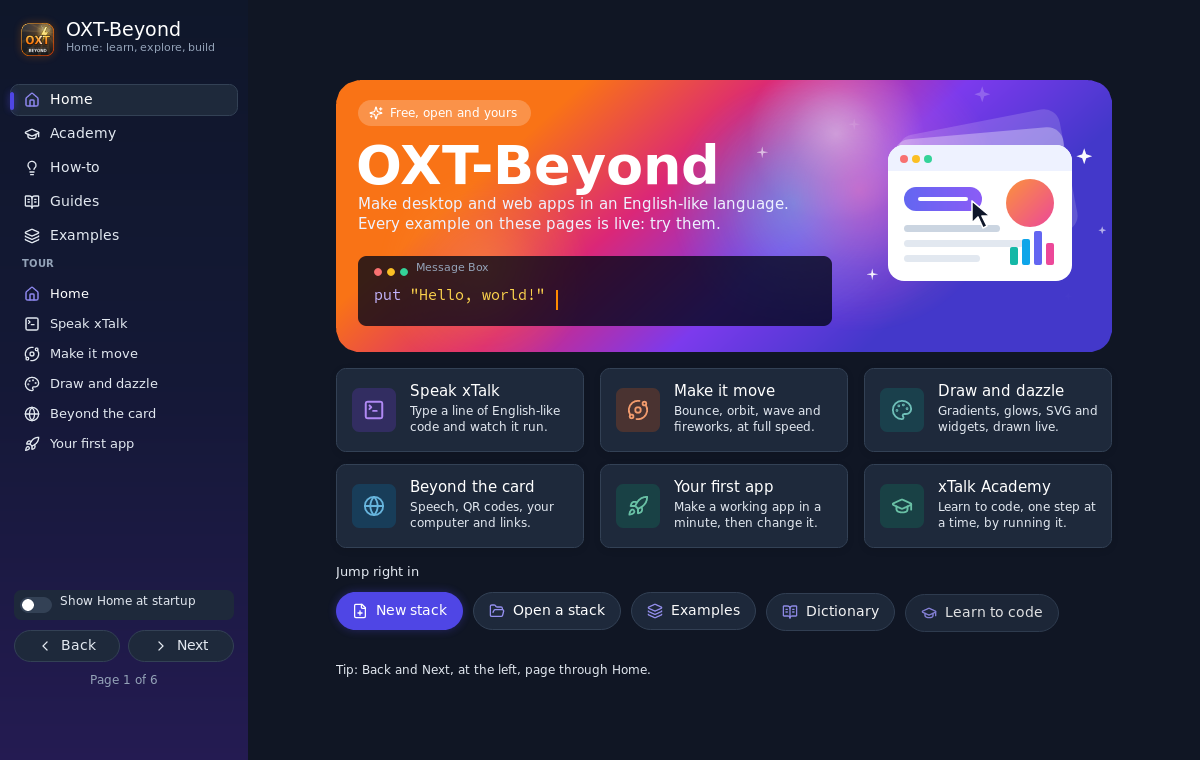 OXT
BEYOND
OXT-Beyond
Home: learn, explore, build
Home
Academy
How-to
Guides
Examples
TOUR
Home
Speak xTalk
Make it move
Draw and dazzle
Beyond the card
Your first app
Show Home at startup
Back
Next
Page 1 of 6
Free, open and yours
OXT-Beyond
Make desktop and web apps in an English-like language.
Every example on these pages is live: try them.
Message Box
put "Hello, world!"
Speak xTalk
Type a line of English-like
code and watch it run.
Make it move
Bounce, orbit, wave and
fireworks, at full speed.
Draw and dazzle
Gradients, glows, SVG and
widgets, drawn live.
Beyond the card
Speech, QR codes, your
computer and links.
Your first app
Make a working app in a
minute, then change it.
xTalk Academy
Learn to code, one step at
a time, by running it.
Jump right in
New stack
Open a stack
Examples
Dictionary
Learn to code
Tip: Back and Next, at the left, page through Home.